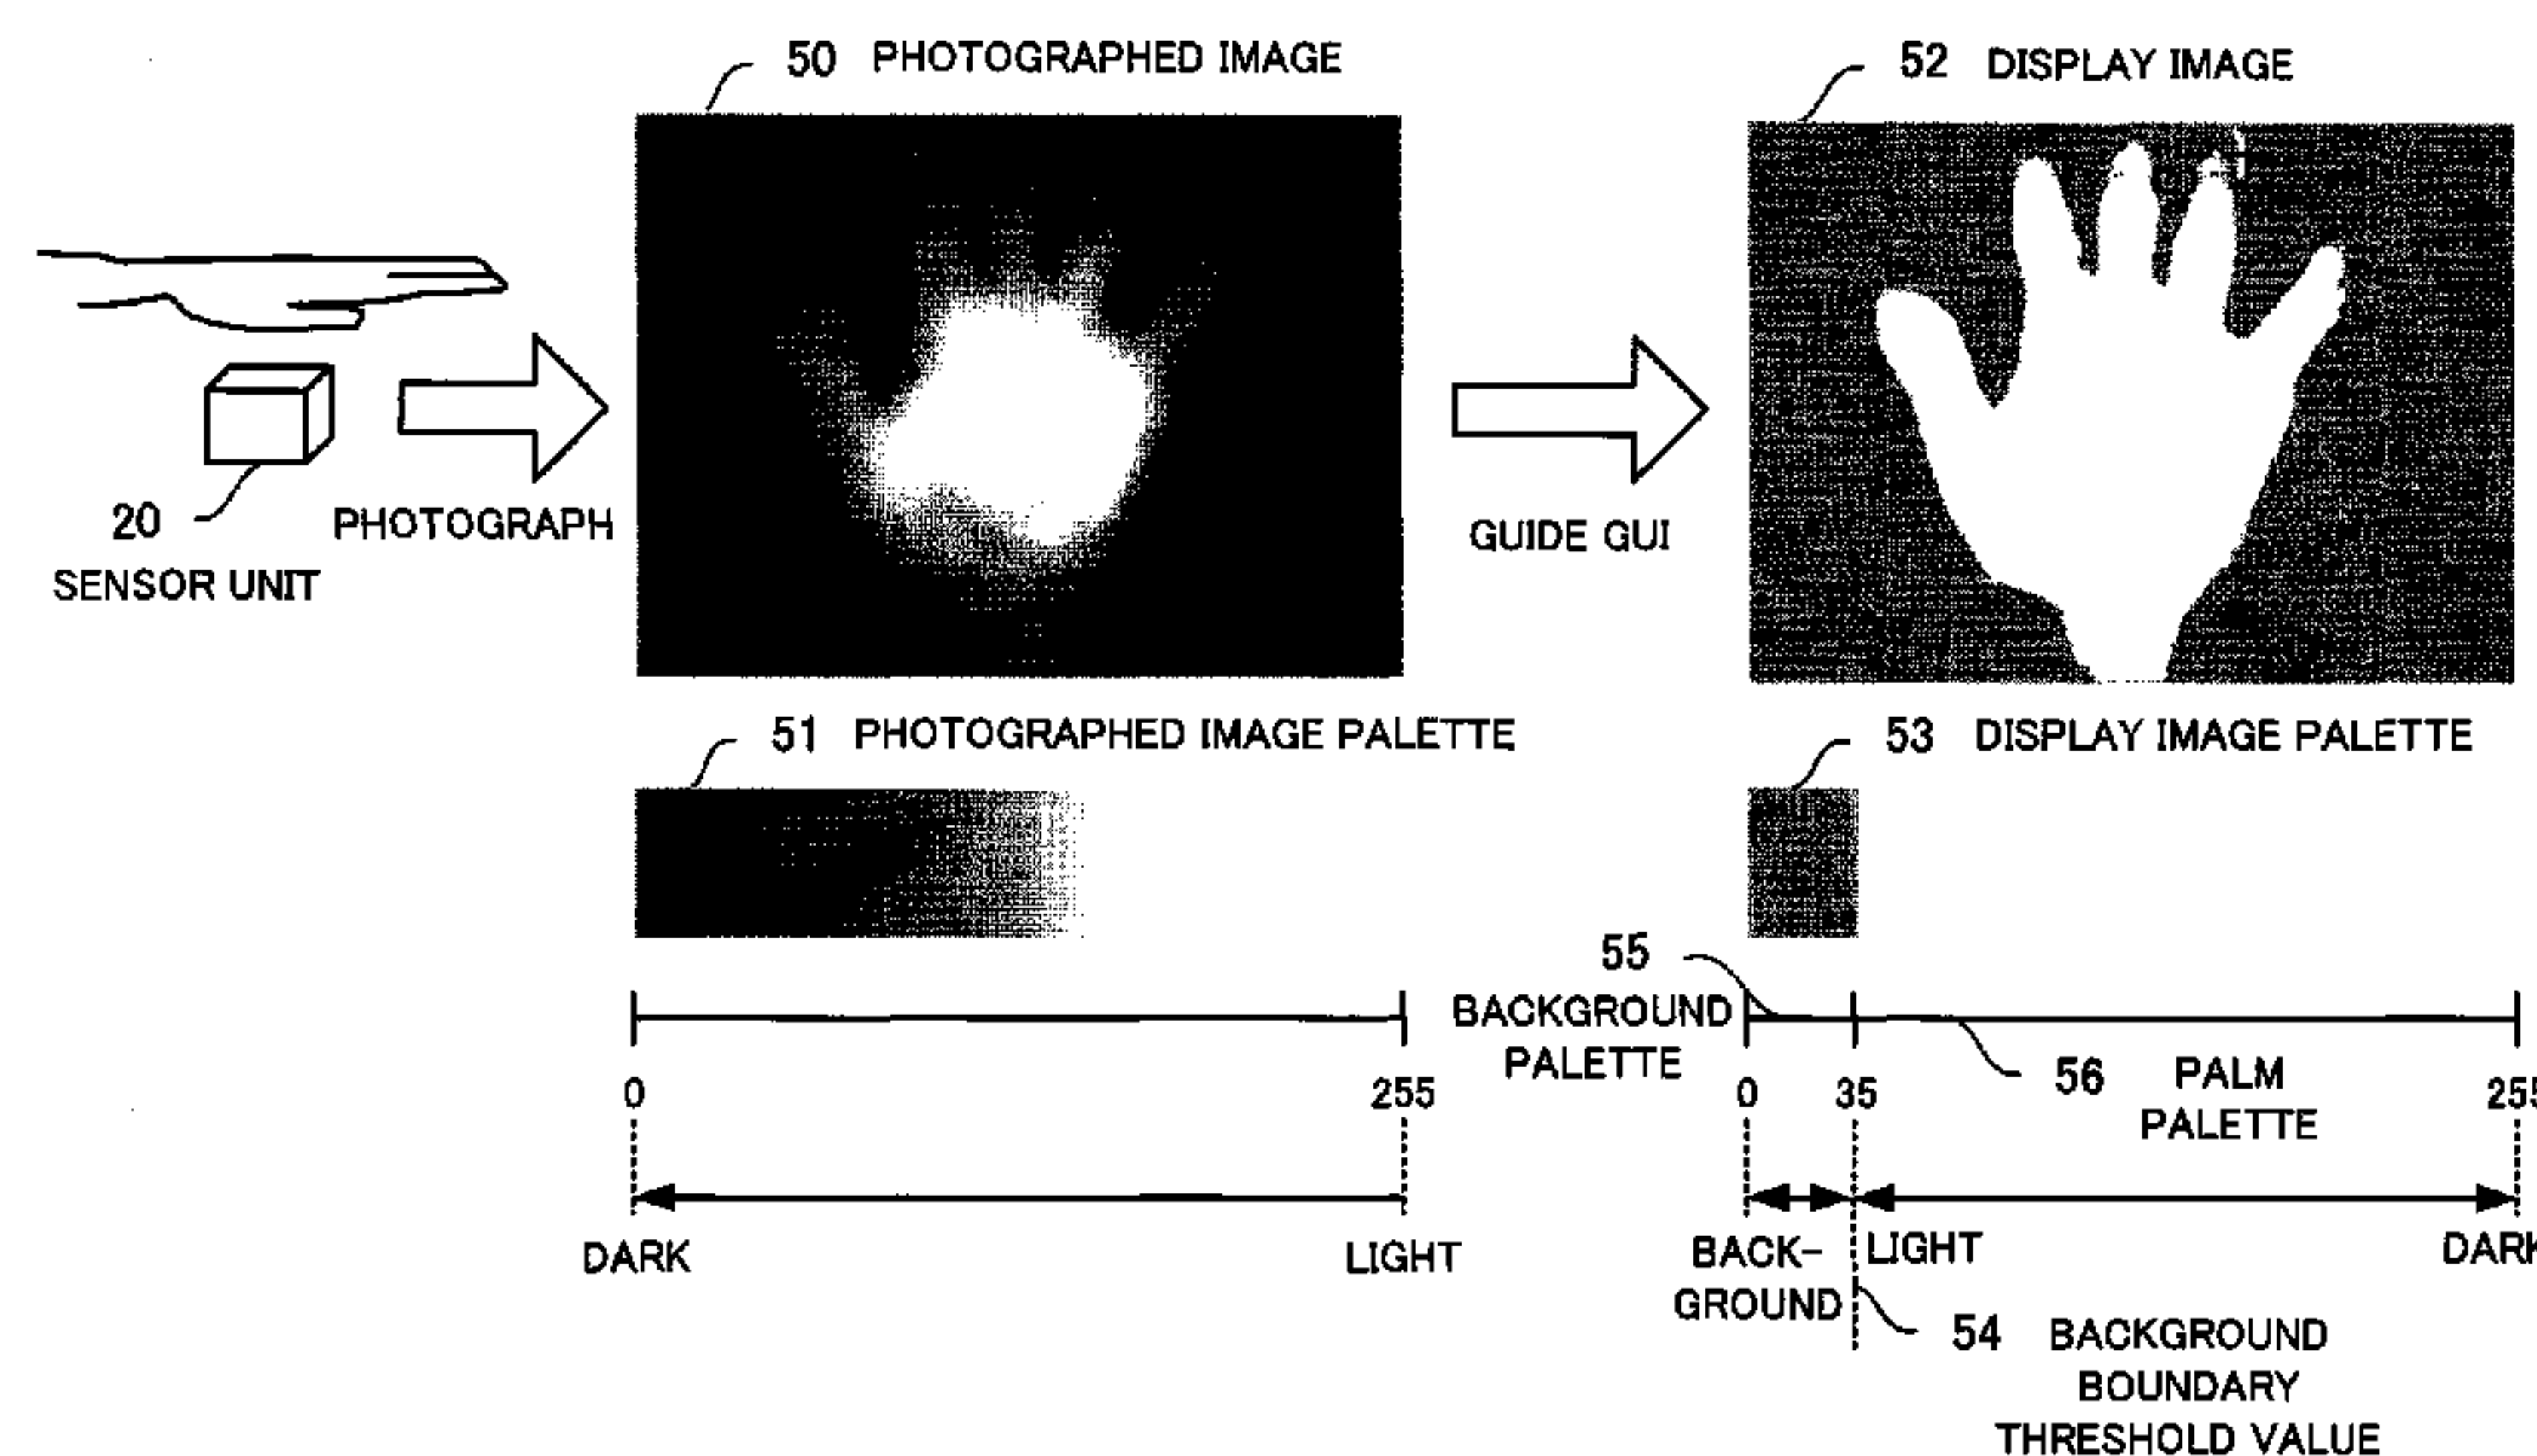 50 PHOTOGRAPHED IMAGE
52 DISPLAY IMAGE
20
SENSOR UNIT
PHOTOGRAPH
GUIDE GUI
51 PHOTOGRAPHED IMAGE PALETTE
53 DISPLAY IMAGE PALETTE
0
255
DARK
LIGHT
55
BACKGROUND
PALETTE
56 PALM
PALETTE
0
35
255
BACK-
GROUND
LIGHT
DARK
54 BACKGROUND
BOUNDARY
THRESHOLD VALUE